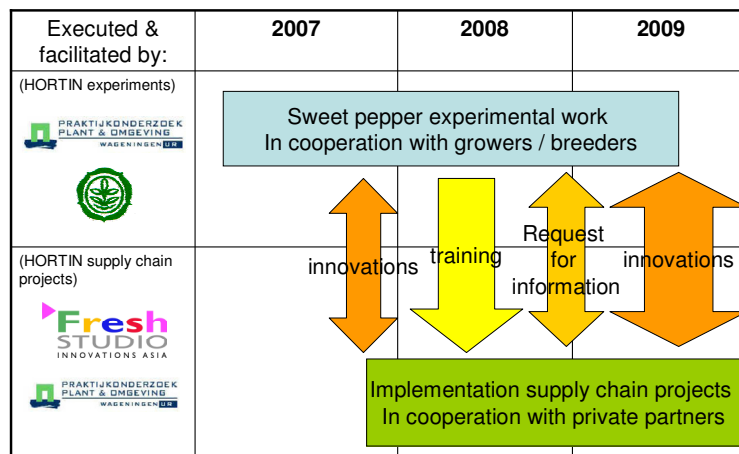 Executed &
facilitated by:
2007
2008
2009
(HORTIN experiments)
PRAKTIJKONDERZOEK
PLANT & OMGEVING
WAGENINGEN UR
Sweet pepper experimental work
In cooperation with growers / breeders
innovations
training
Request
for
information
innovations
(HORTIN supply chain
projects)
Fresh
STUDIO
INNOVATIONS ASIA
PRAKTIJKONDERZOEK
PLANT & OMGEVING
WAGENINGEN UR
Implementation supply chain projects
In cooperation with private partners